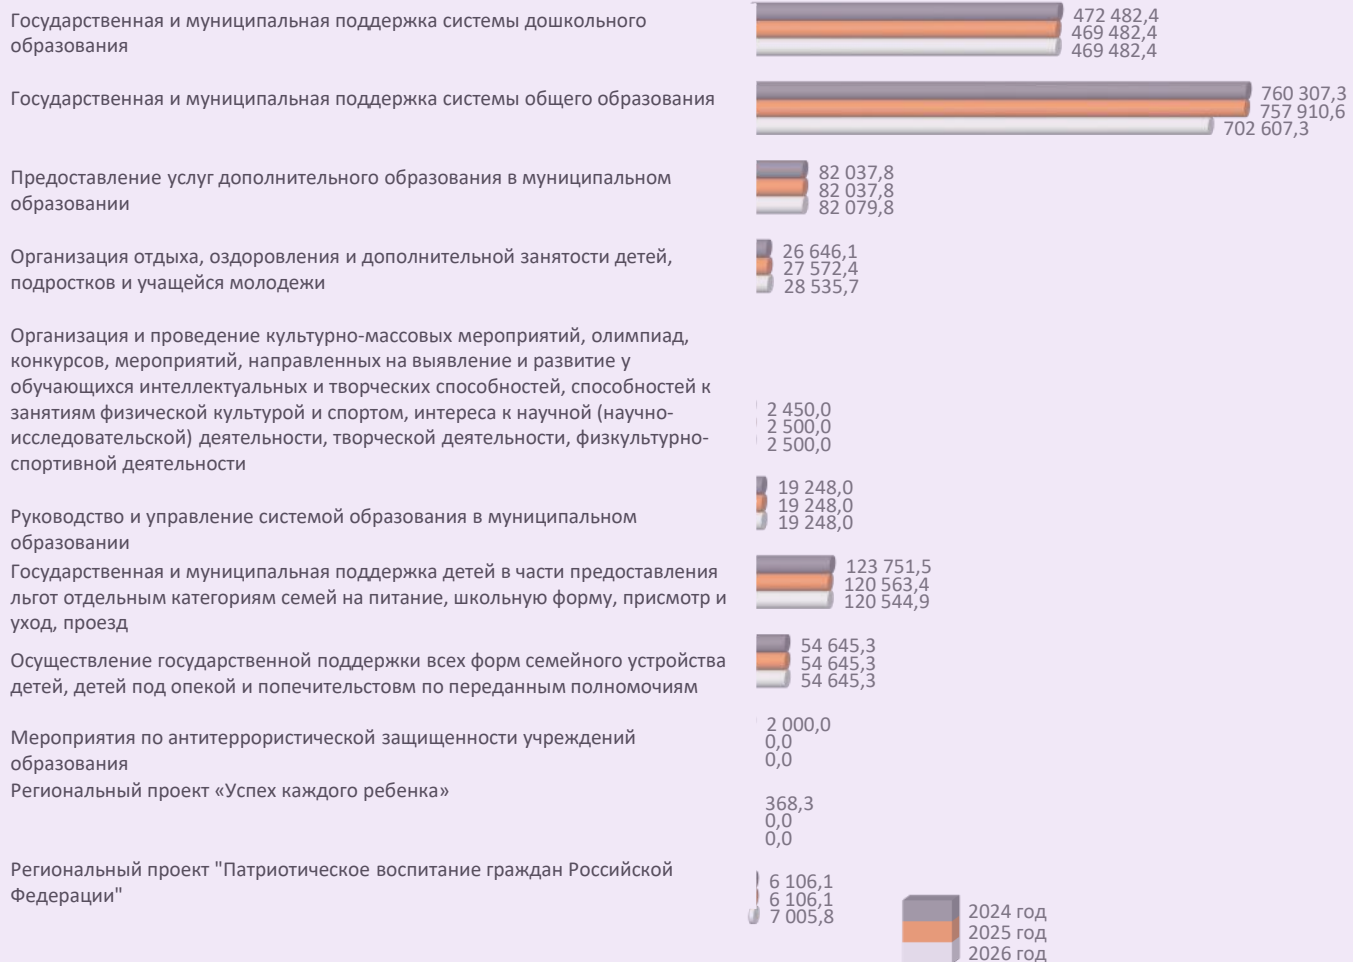 Государственная и муниципальная поддержка системы дошкольного
образования
472 482,4
469 482,4
469 482,4
Государственная и муниципальная поддержка системы общего образования
760 307,3
757 910,6
702 607,3
Предоставление услуг дополнительного образования в муниципальном
образовании
82 037,8
82 037,8
82 079,8
Организация отдыха, оздоровления и дополнительной занятости детей,
подростков и учащейся молодежи
26 646,1
27 572,4
28 535,7
Организация и проведение культурно-массовых мероприятий, олимпиад,
конкурсов, мероприятий, направленных на выявление и развитие у
обучающихся интеллектуальных и творческих способностей, способностей к
занятиям физической культурой и спортом, интереса к научной (научно-
исследовательской) деятельности, творческой деятельности, физкультурно-
спортивной деятельности
2 450,0
2 500,0
2 500,0
Руководство и управление системой образования в муниципальном
образовании
19 248,0
19 248,0
19 248,0
Государственная и муниципальная поддержка детей в части предоставления
льгот отдельным категориям семей на питание, школьную форму, присмотр и
уход, проезд
123 751,5
120 563,4
120 544,9
Осуществление государственной поддержки всех форм семейного устройства
детей, детей под опекой и попечительстовм по переданным полномочиям
54 645,3
54 645,3
54 645,3
Мероприятия по антитеррористической защищенности учреждений
образования
2 000,0
0,0
0,0
Региональный проект «Успех каждого ребенка»
368,3
0,0
0,0
Региональный проект "Патриотическое воспитание граждан Российской
Федерации"
6 106,1
6 106,1
7 005,8
2024 год
2025 год
2026 год